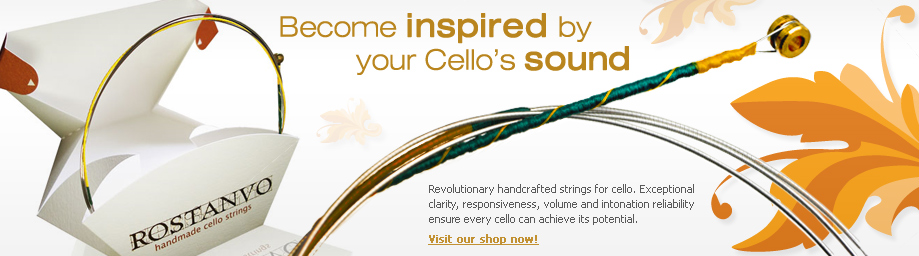 Become inspired by
your Cello's sound
ROSTANVO
handmade cello strings
Revolutionary handcrafted strings for cello. Exceptional
clarity, responsiveness, volume and intonation reliability
ensure every cello can achieve its potential.
Visit our shop now!